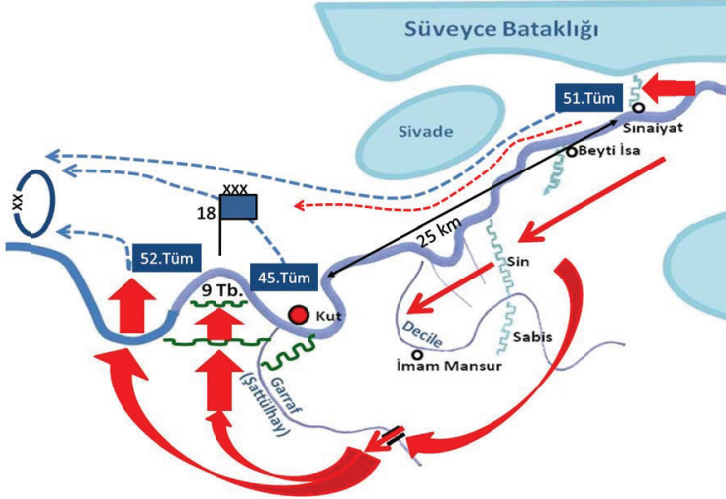 Süveyce Bataklığı
51.Tüm
Sivade
Sınaiyat
Beyti İsa
XXX
XX
18
25 km
52.Tüm
45.Tüm
Sin
9 Tb.
Kut
Decile
Sabis
İmam Mansur
Garraf
(Şattülhay)